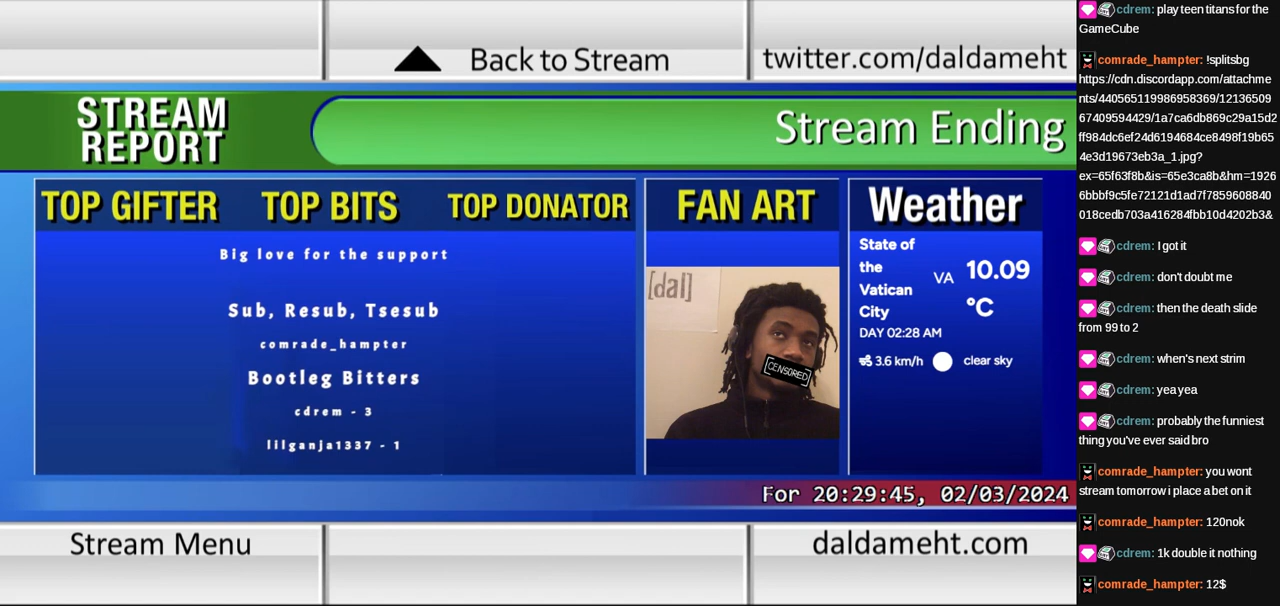 Back to Stream
twitter.com/daldameht
STREAM
REPORT
Stream Ending
TOP GIFTER
TOP BITS
TOP DONATOR
Big love for the support
Sub, Resub, Tsesub
comrade_hampter
Bootleg Bitters
cdrem - 3
lilganja1337 - 1
FAN ART
[dal]
CENSORED
Weather
State of
the
Vatican
City
VA
10.09
°C
DAY 02:28 AM
3.6 km/h
clear sky
For 20:29:45, 02/03/2024
Stream Menu
daldameht.com
cdrem: play teen titans for the
GameCube
comrade_hampter: !splitsbg
https://cdn.discordapp.com/attachme
nts/440565119986958369/12136509
67409594429/1a7ca6db869c29a15d2
ff984dc6ef24d6194684ce8498f19b65
4e3d19673eb3a_1.jpg?
ex=65f63f8b&is=65e3ca8b&hm=1926
6bbbf9c5fe72121d1ad7f7859608840
018cedb703a416284fbb10d4202b3&
cdrem: I got it
cdrem: don't doubt me
cdrem: then the death slide
from 99 to 2
cdrem: when's next strim
cdrem: yea yea
cdrem: probably the funniest
thing you've ever said bro
comrade_hampter: you wont
stream tomorrow i place a bet on it
comrade_hampter: 120nok
cdrem: 1k double it nothing
comrade_hampter: 12$